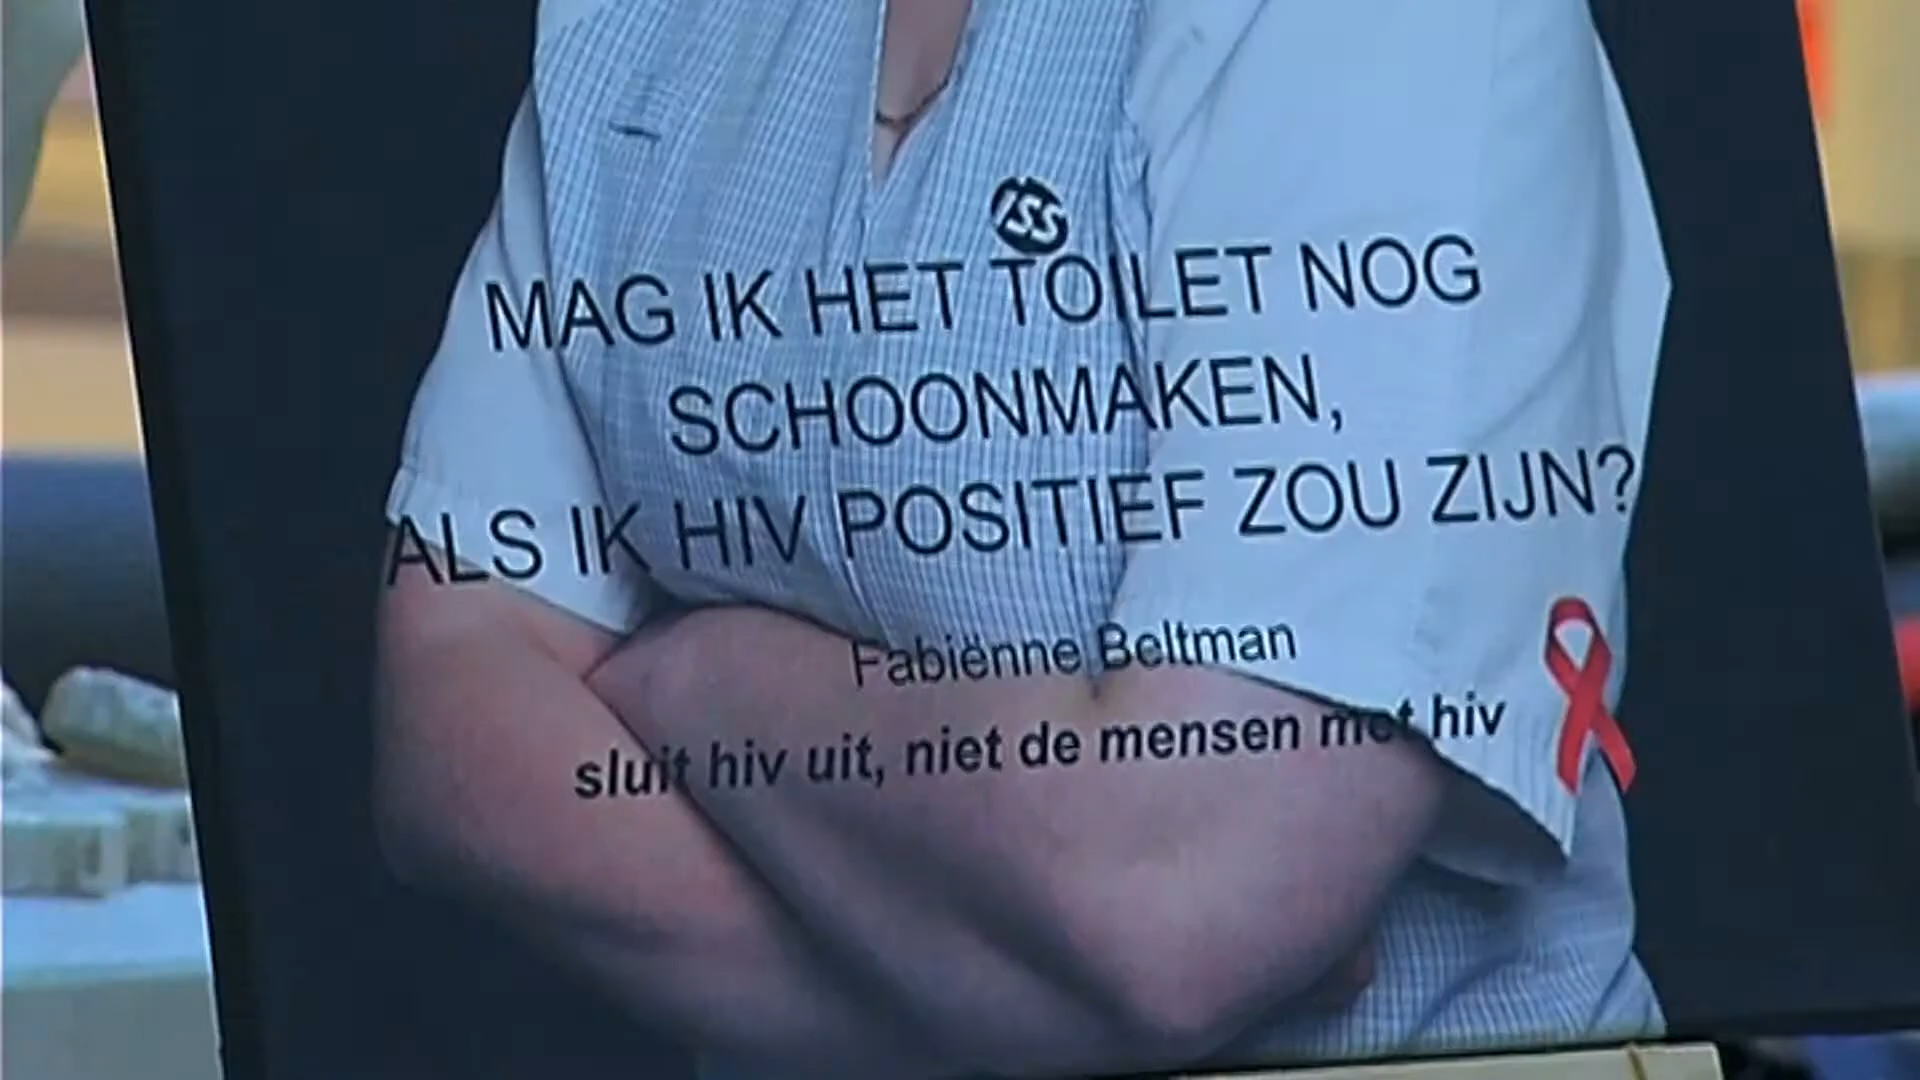 iss
MAG IK HET TOILET NOG
SCHOONMAKEN,
ALS IK HIV POSITIEF ZOU ZIJN?
Fabiënne Beltman
sluit hiv uit, niet de mensen met hiv